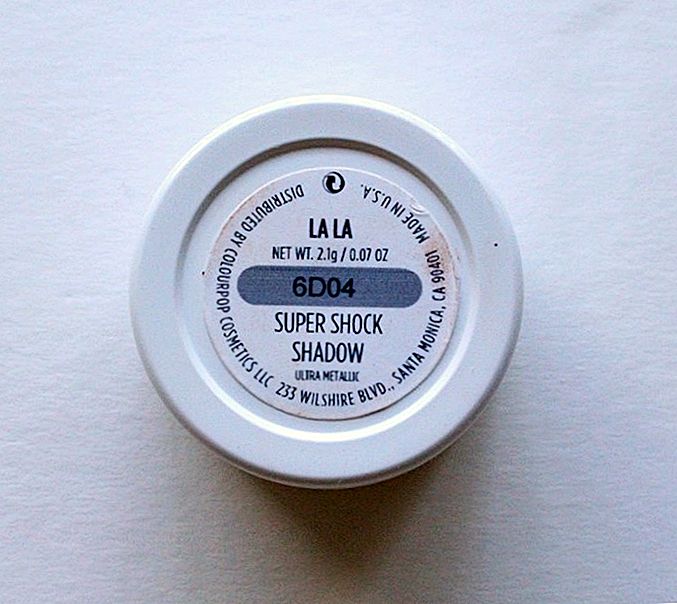 LA LA
NET WT. 2.1g / 0.07 OZ
6D04
SUPER SHOCK
SHADOW
ULTRA METALLIC
DISTRIBUTED BY COLOURPOP COSMETICS LLC 233 WILSHIRE BLVD., SANTA MONICA, CA 90401 MADE IN U.S.A.